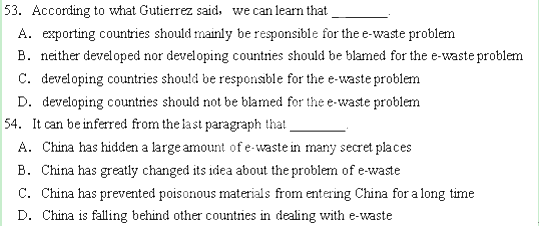 53.  According to what Gutierrez said, we can learn that ________.
A.  exporting countries should mainly be responsible for the e-waste problem
B.  neither developed nor developing countries should be blamed for the e-waste problem
C.  developing countries should be responsible for the e-waste problem
D.  developing countries should not be blamed for the e-waste problem
54.  It can be inferred from the last paragraph that ________.
A.  China has hidden a large amount of e-waste in many secret places
B.  China has greatly changed its idea about the problem of e-waste
C.  China has prevented poisonous materials from entering China for a long time
D.  China is falling behind other countries in dealing with e-waste